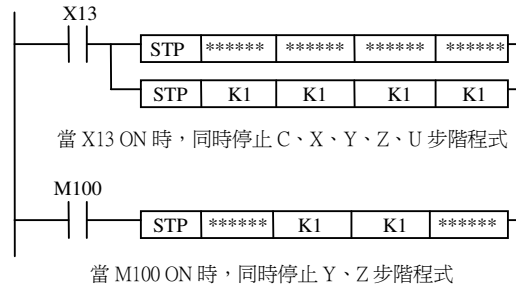 X13
STP ****** ****** ****** ******
STP K1 K1 K1 K1
當 X13 ON 時，同時停止 C、X、Y、Z、U 步階程式
M100
STP ****** K1 K1 ******
當 M100 ON 時，同時停止 Y、Z 步階程式